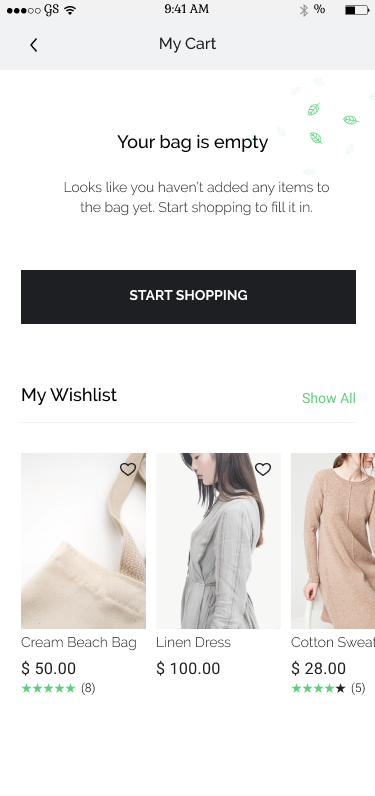 GS 9:41 AM %
My Cart
Your bag is empty
Looks like you haven't added any items to
the bag yet. Start shopping to fill it in.
START SHOPPING
My Wishlist
Show All
Cream Beach Bag Linen Dress Cotton Sweat
$ 50.00 $ 100.00 $ 28.00
(8) (5)